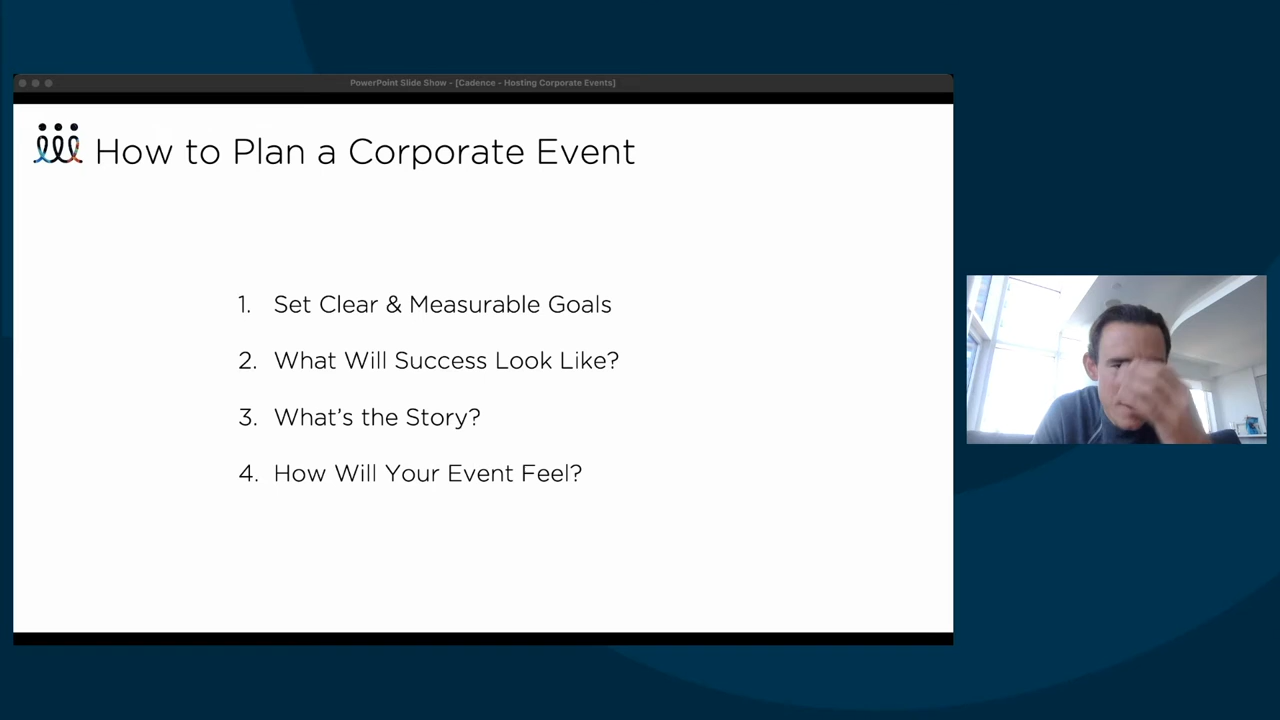 PowerPoint Slide Show - [Cadence - Hosting Corporate Events]
How to Plan a Corporate Event
1. Set Clear & Measurable Goals
2. What Will Success Look Like?
3. What’s the Story?
4. How Will Your Event Feel?